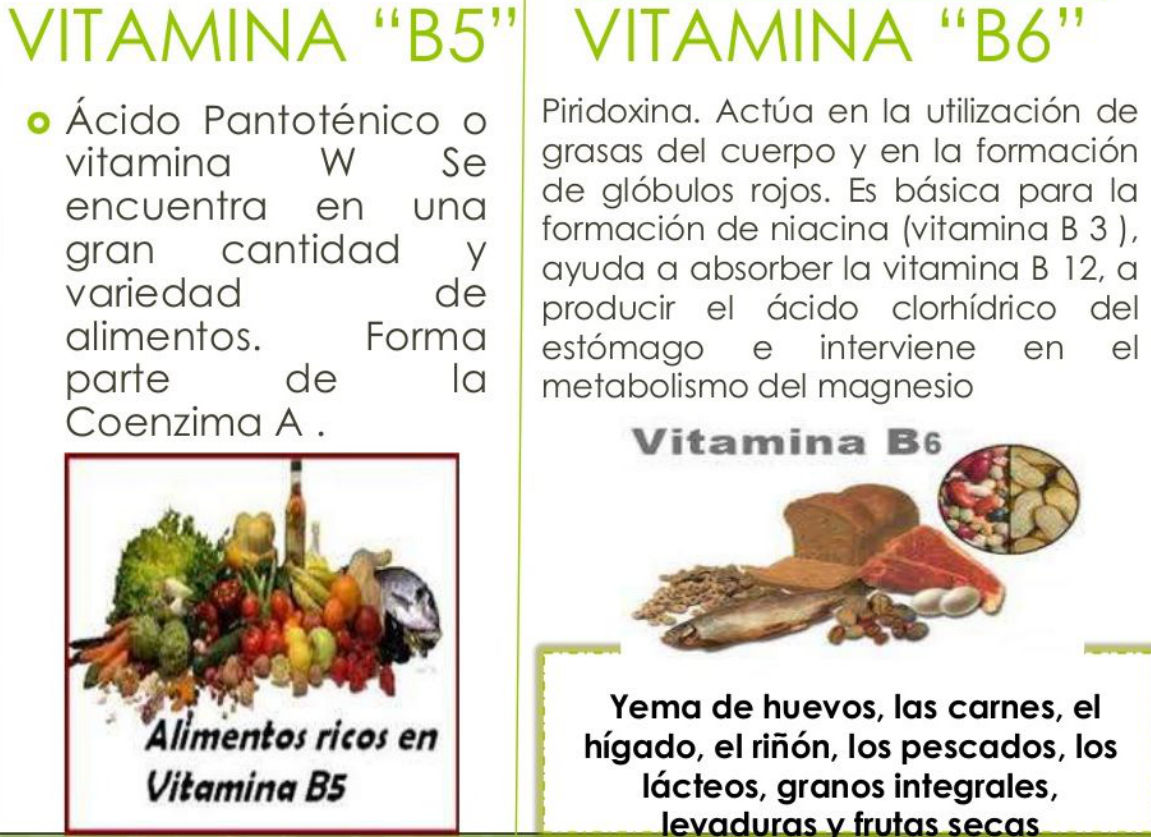 VITAMINA “B5”
Ácido Pantoténico o
vitamina W Se
encuentra en una
gran cantidad y
variedad de
alimentos. Forma
parte de la
Coenzima A .
Alimentos ricos en
Vitamina B5
VITAMINA “B6”
Piridoxina. Actúa en la utilización de
grasas del cuerpo y en la formación
de glóbulos rojos. Es básica para la
formación de niacina (vitamina B 3 ),
ayuda a absorber la vitamina B 12, a
producir el ácido clorhídrico del
estómago e interviene en el
metabolismo del magnesio
Vitamina B6
Yema de huevos, las carnes, el
hígado, el riñón, los pescados, los
lácteos, granos integrales,
levaduras y frutas secas